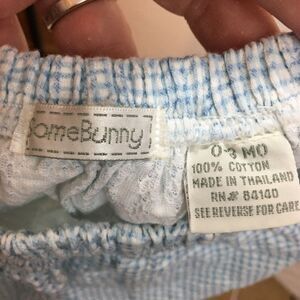 SomeBunny
0-3 MO
100% COTTON
MADE IN THAILAND
RN# 84140
SEE REVERSE FOR CARE